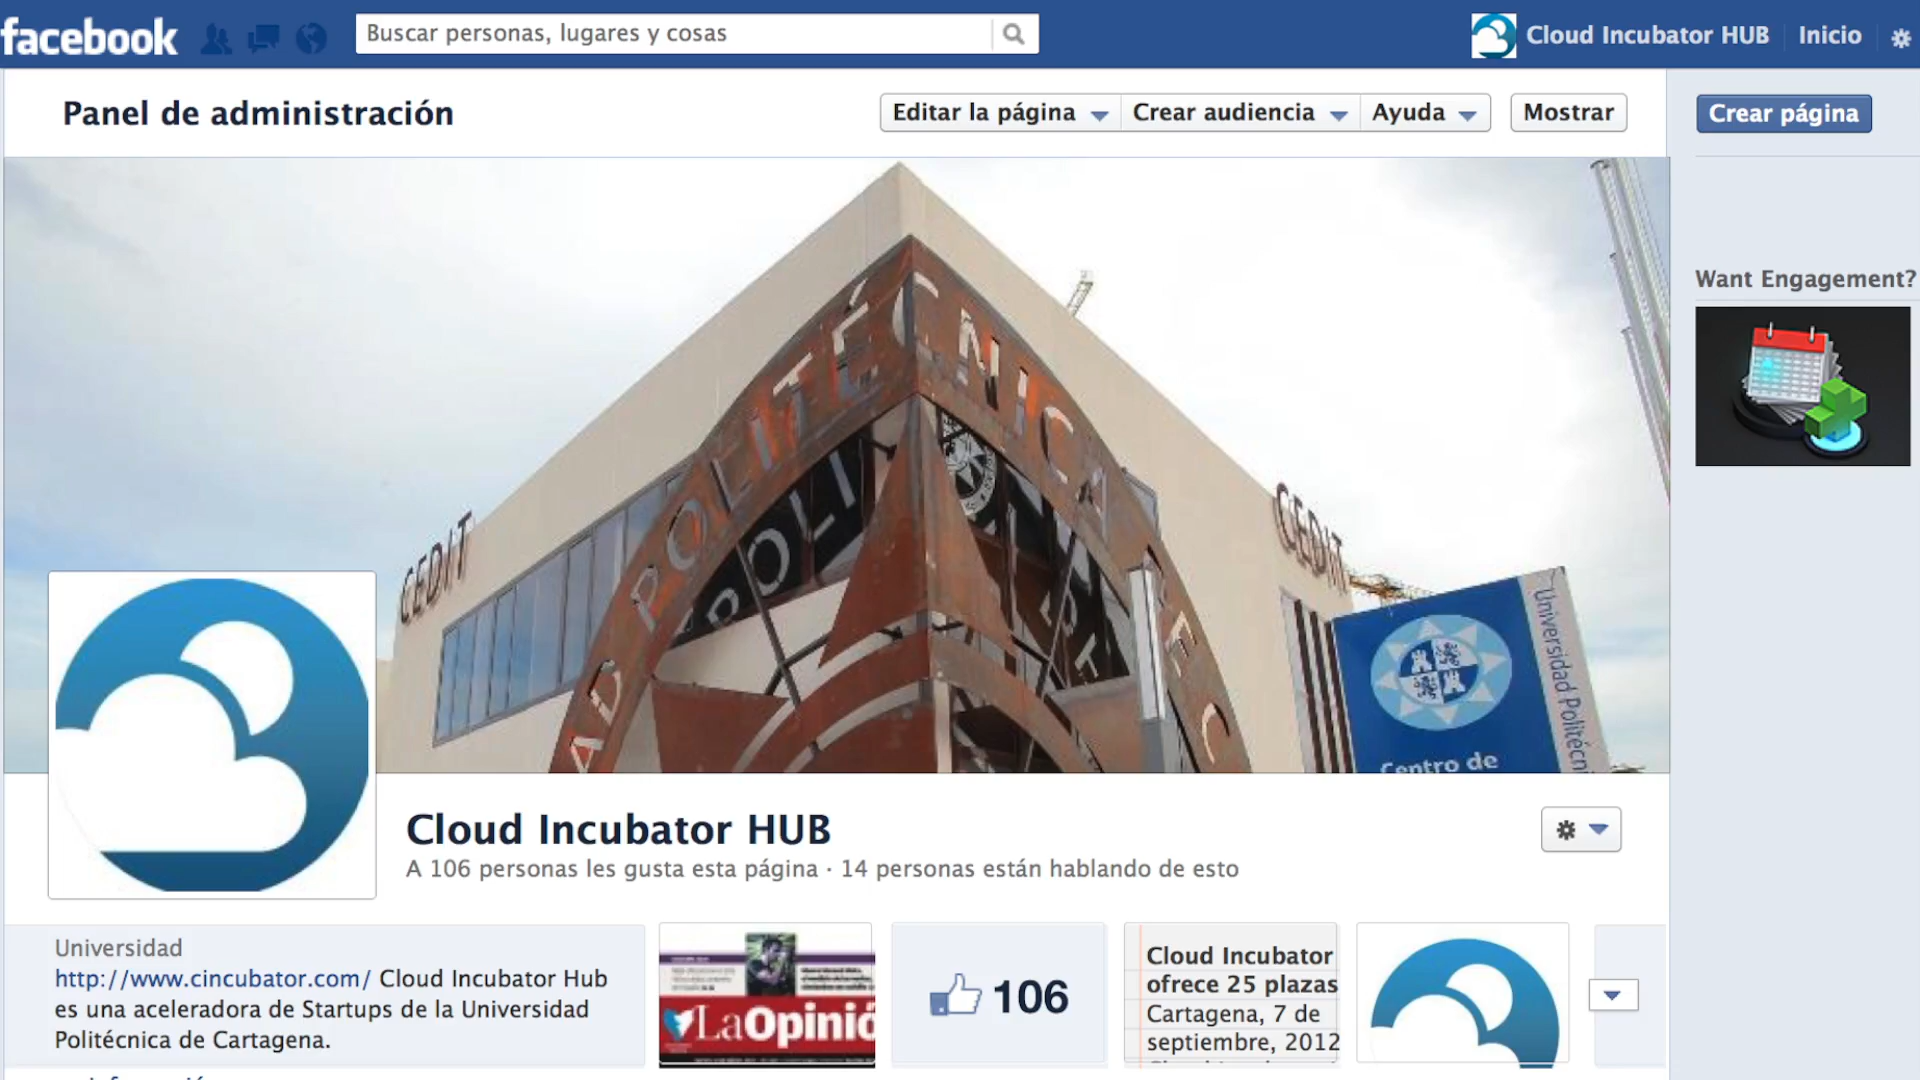 facebook
Buscar personas, lugares y cosas
Cloud Incubator HUB
Inicio
Panel de administración
Editar la página
Crear audiencia
Ayuda
Mostrar
Crear página
Want Engagement?
POLITÉCNICA
CEDIT
CEDIT
Universidad Politécn
Centro de
Cloud Incubator HUB
A 106 personas les gusta esta página · 14 personas están hablando de esto
Universidad
http://www.cincubator.com/ Cloud Incubator Hub
es una aceleradora de Startups de la Universidad
Politécnica de Cartagena.
LaOpinió
106
Cloud Incubator
ofrece 25 plazas
Cartagena, 7 de
septiembre, 2012